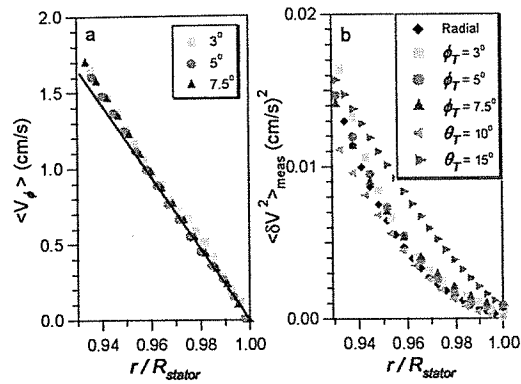 a
3°
5°
7.5°
2.0
1.5
1.0
0.5
0.0
<V_ϕ> (cm/s)
0.94 0.96 0.98 1.00
r / R_stator
b
Radial
ϕ_T = 3°
ϕ_T = 5°
ϕ_T = 7.5°
θ_T = 10°
θ_T = 15°
0.02
0.01
0.00
<δV²>_meas (cm/s)²
0.94 0.96 0.98 1.00
r / R_stator